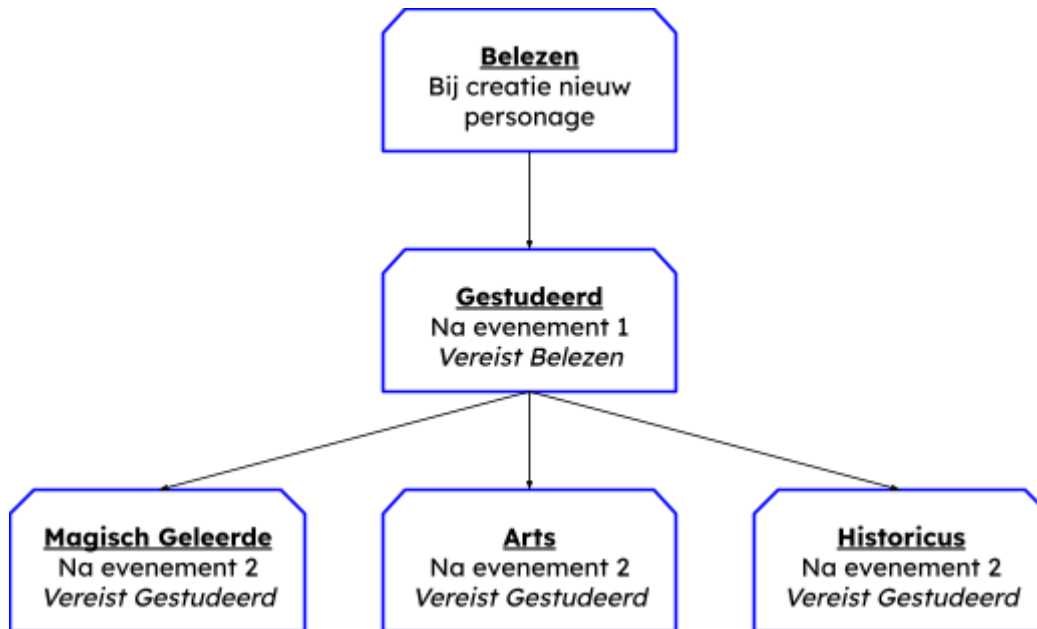 Belezen
Bij creatie nieuw
personage
Gestudeerd
Na evenement 1
Vereist Belezen
Magisch Geleerde
Na evenement 2
Vereist Gestudeerd
Arts
Na evenement 2
Vereist Gestudeerd
Historicus
Na evenement 2
Vereist Gestudeerd